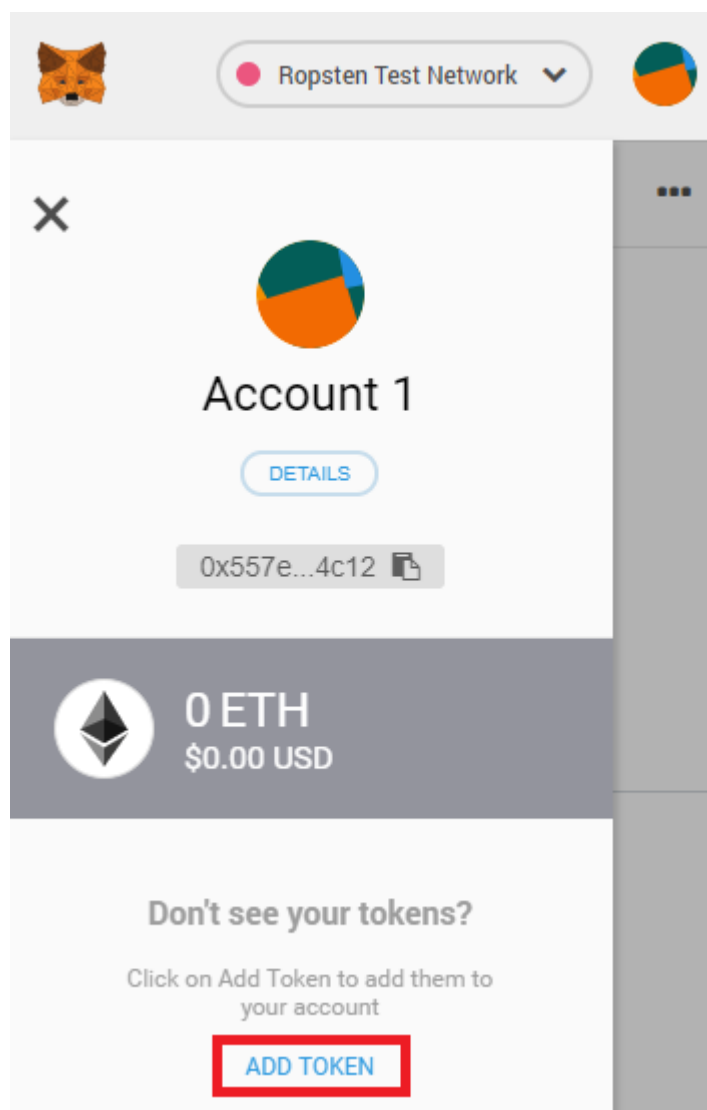 Ropsten Test Network
Account 1
DETAILS
0x557e...4c12
0 ETH
$0.00 USD
Don't see your tokens?
Click on Add Token to add them to
your account
ADD TOKEN